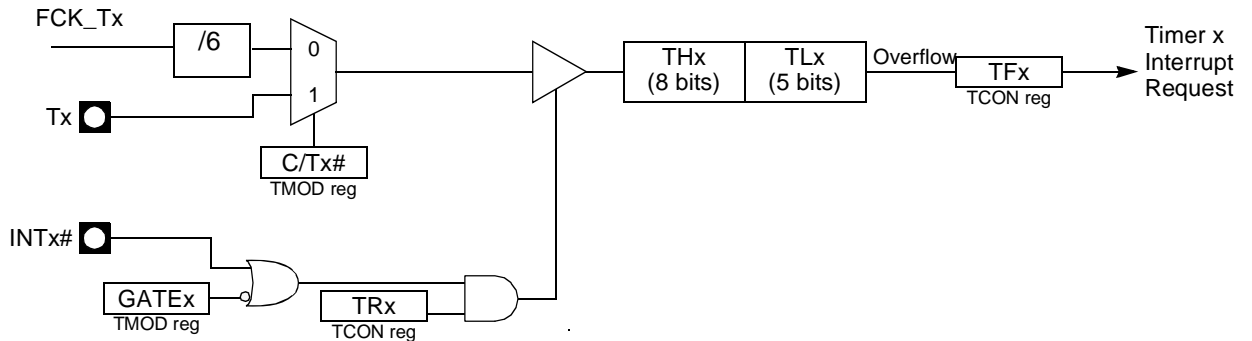 FCK_Tx
/6
0
1
Tx
C/Tx#
TMOD reg
THx
(8 bits)
TLx
(5 bits)
Overflow
TFx
TCON reg
Timer x
Interrupt
Request
INTx#
GATEx
TMOD reg
TRx
TCON reg